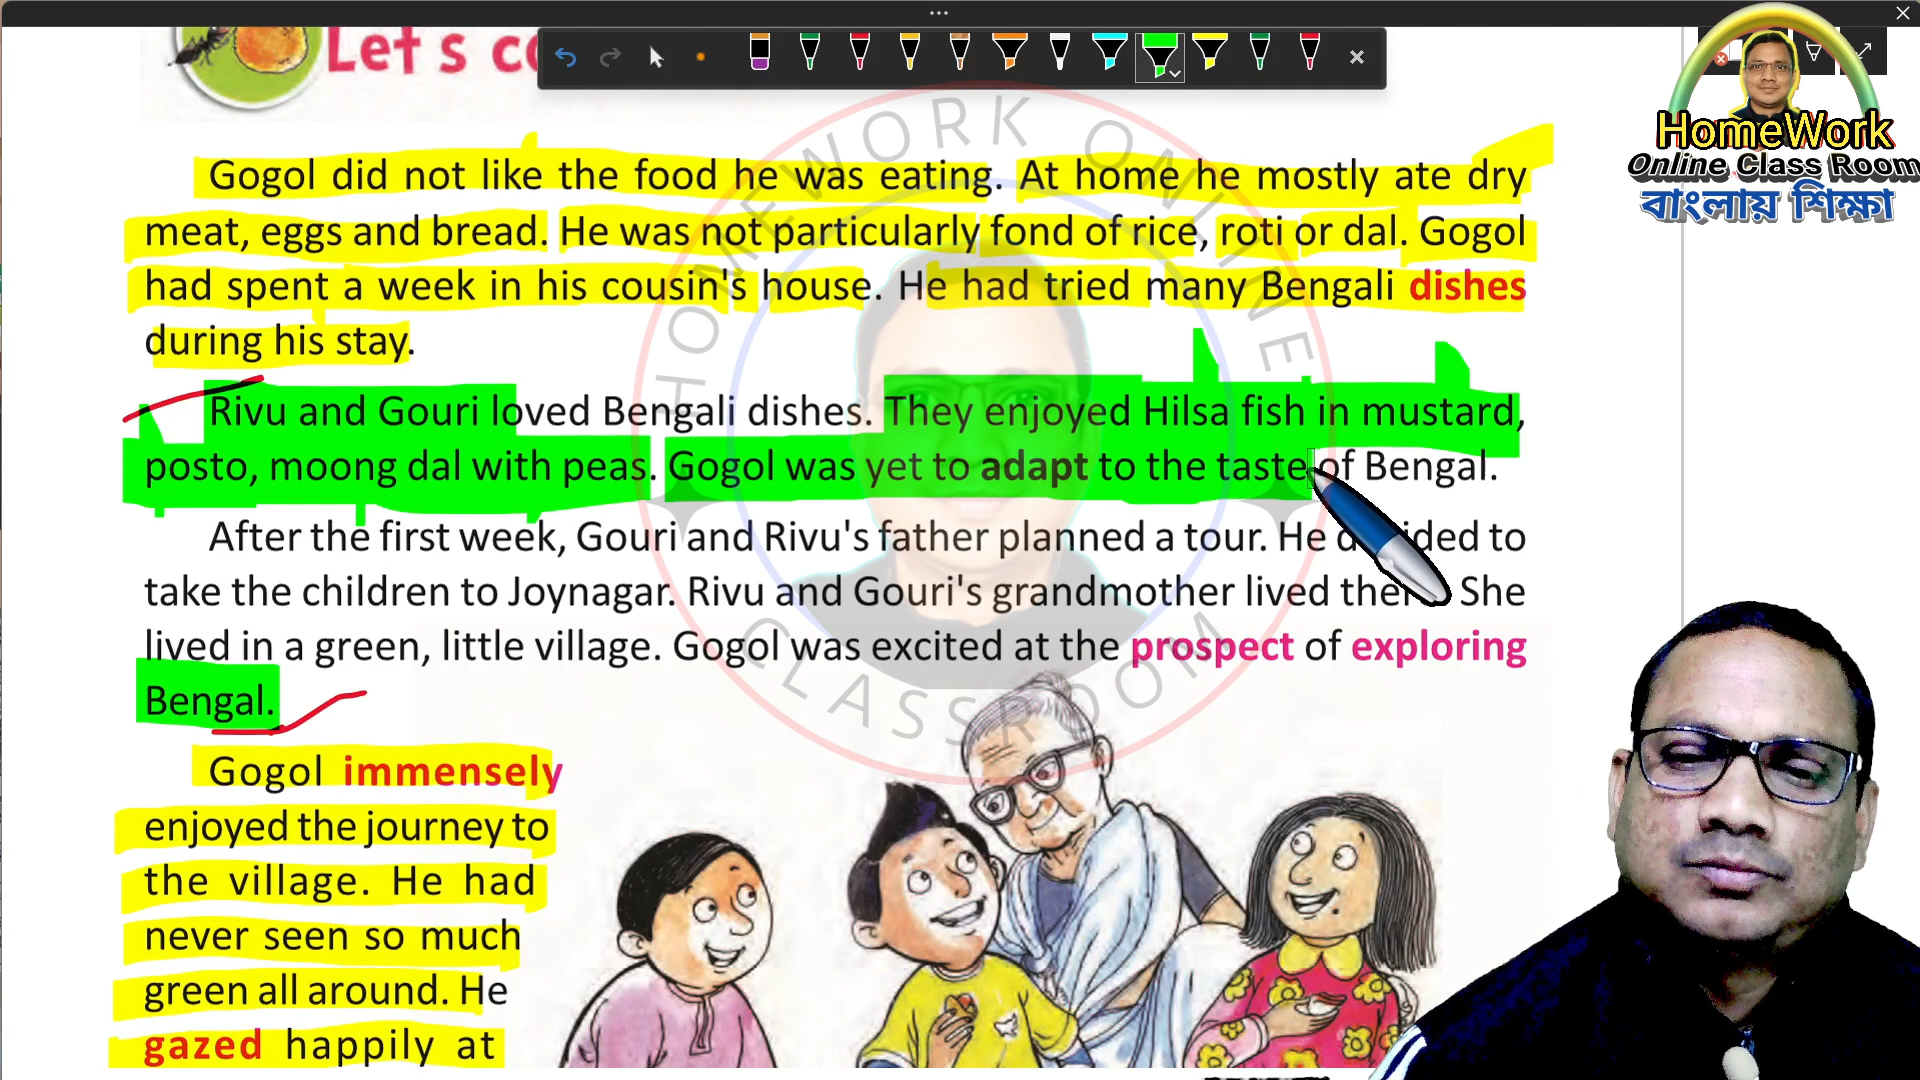 Let's c
HomeWork
Online Class Room
বাংলায় শিক্ষা
HOMEWORK ONLINE
CLASSROOM
Gogol did not like the food he was eating. At home he mostly ate dry
meat, eggs and bread. He was not particularly fond of rice, roti or dal. Gogol
had spent a week in his cousin's house. He had tried many Bengali dishes
during his stay.
Rivu and Gouri loved Bengali dishes. They enjoyed Hilsa fish in mustard,
posto, moong dal with peas. Gogol was yet to adapt to the taste of Bengal.
After the first week, Gouri and Rivu's father planned a tour. He d ded to
take the children to Joynagar. Rivu and Gouri's grandmother lived ther She
lived in a green, little village. Gogol was excited at the prospect of exploring
Bengal.
Gogol immensely
enjoyed the journey to
the village. He had
never seen so much
green all around. He
gazed happily at